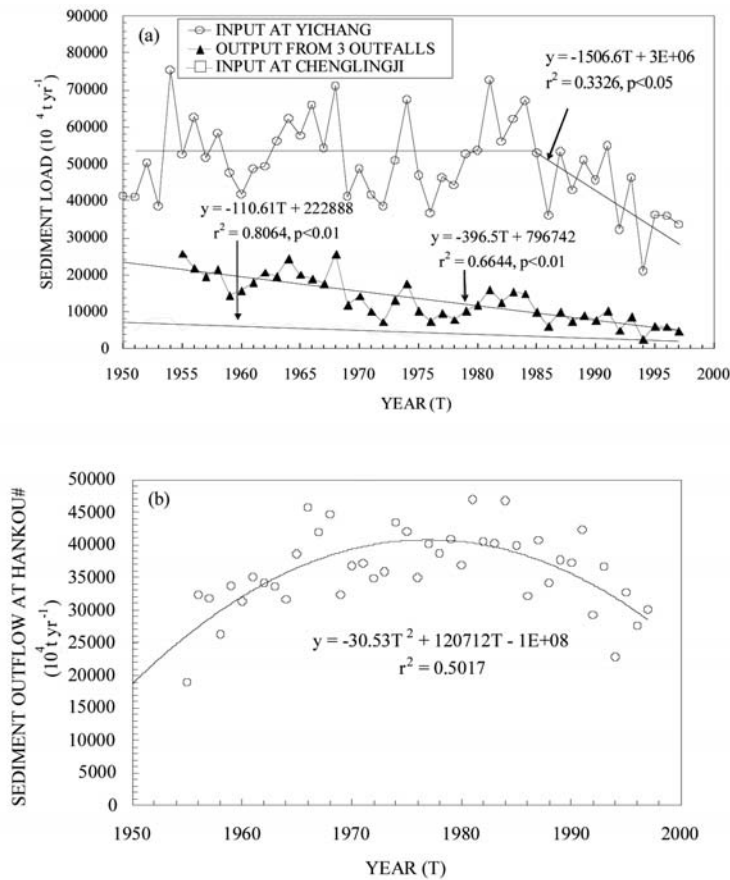 90000
80000
70000
60000
50000
40000
30000
20000
10000
0
SEDIMENT LOAD (10⁻⁴ t yr⁻¹)
(a)
INPUT AT YICHANG
OUTPUT FROM 3 OUTFALLS
INPUT AT CHENGLINGJI
y = -1506.6T + 3E+06
r² = 0.3326, p<0.05
y = -110.61T + 222888
r² = 0.8064, p<0.01
y = -396.5T + 796742
r² = 0.6644, p<0.01
1950 1955 1960 1965 1970 1975 1980 1985 1990 1995 2000
YEAR (T)
50000
45000
40000
35000
30000
25000
20000
15000
10000
5000
0
SEDIMENT OUTFLOW AT HANKOU#
(10⁴t yr⁻¹)
(b)
y = -30.53T² + 120712T - 1E+08
r² = 0.5017
1950 1960 1970 1980 1990 2000
YEAR (T)